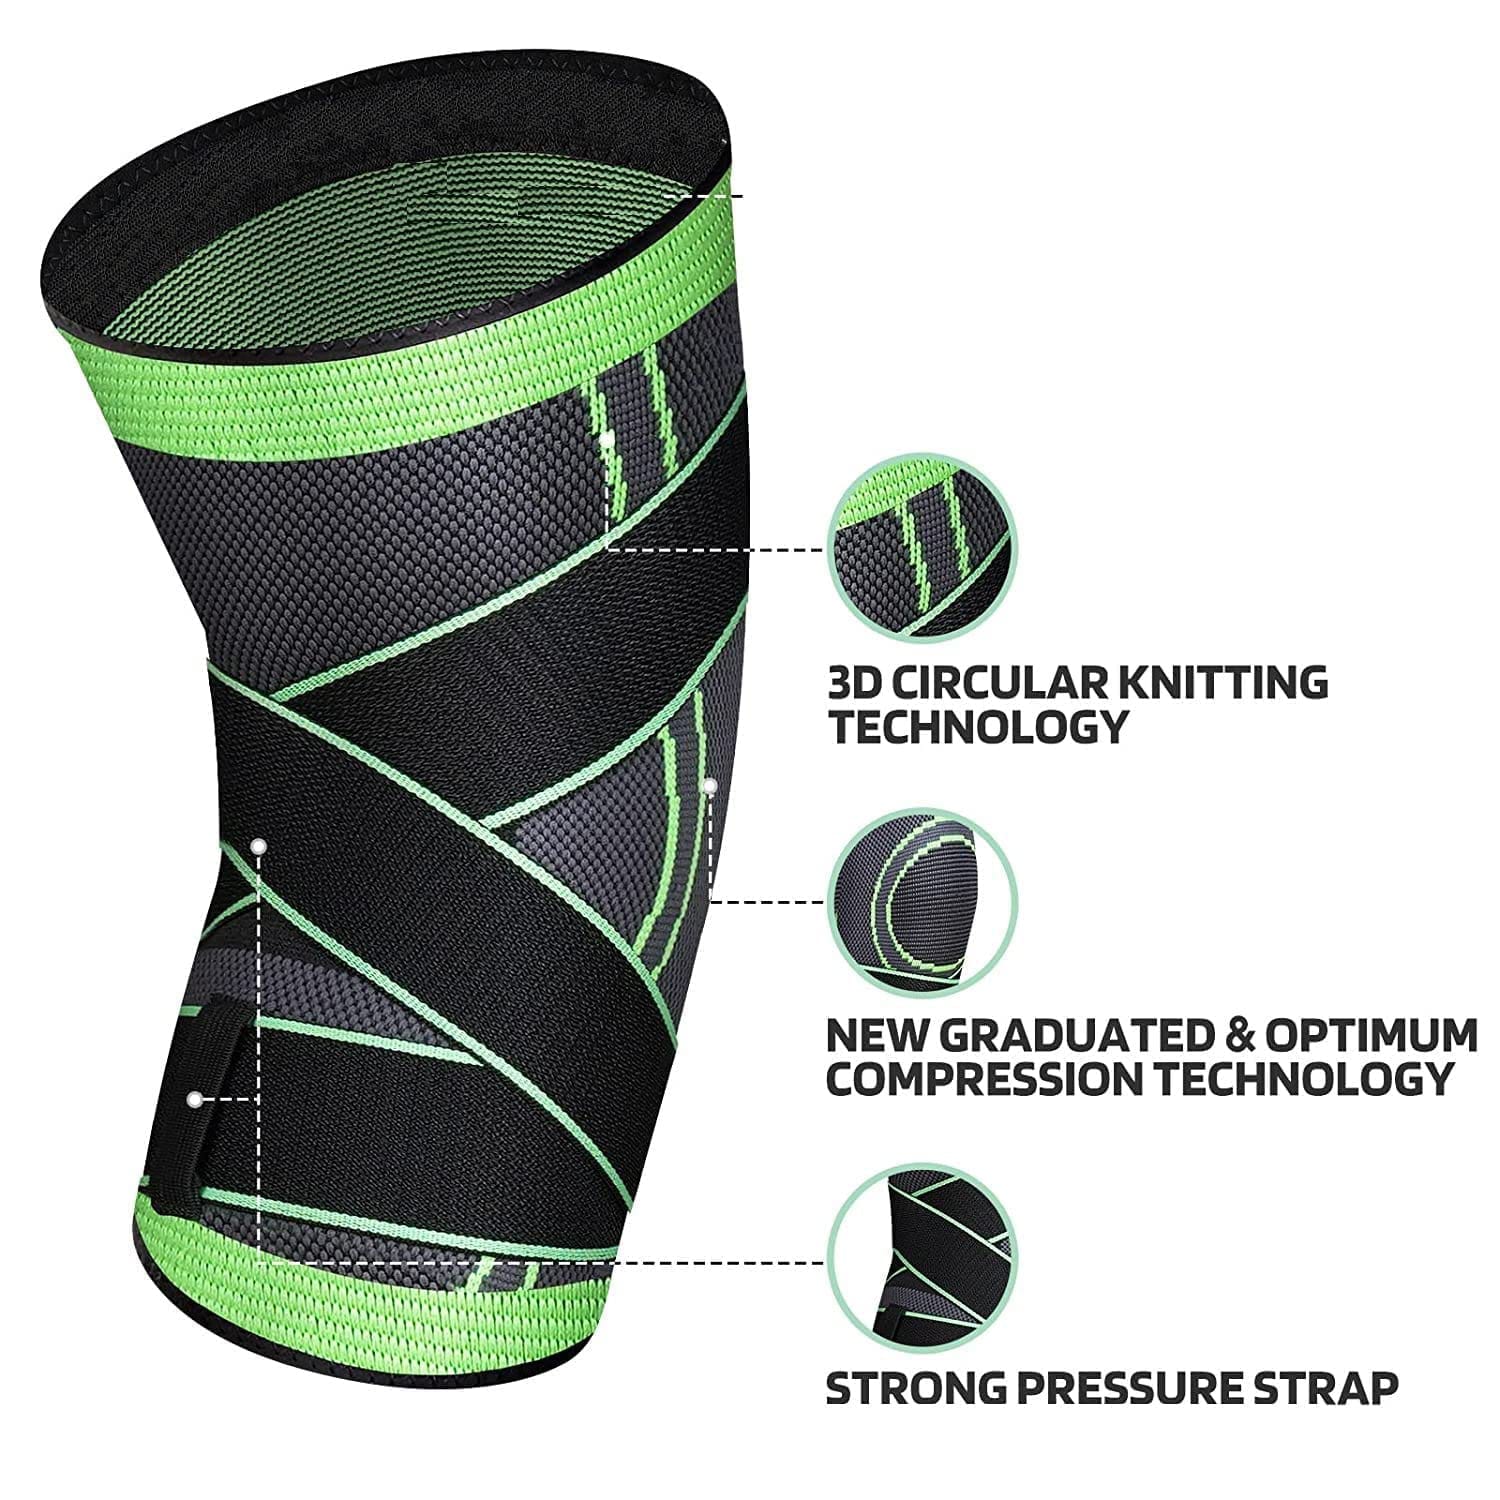 3D CIRCULAR KNITTING
TECHNOLOGY
NEW GRADUATED & OPTIMUM
COMPRESSION TECHNOLOGY
STRONG PRESSURE STRAP